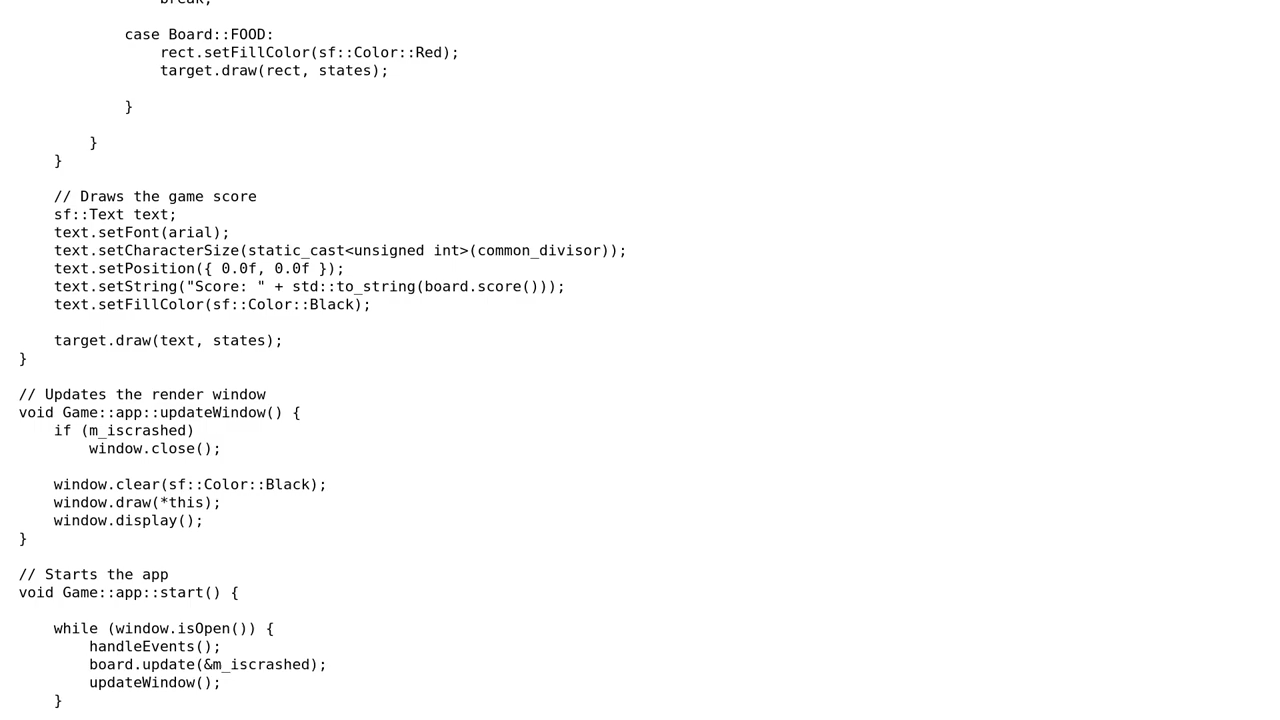 break;
case Board::FOOD:
rect.setFillColor(sf::Color::Red);
target.draw(rect, states);
}
}
}
// Draws the game score
sf::Text text;
text.setFont(arial);
text.setCharacterSize(static_cast<unsigned int>(common_divisor));
text.setPosition({ 0.0f, 0.0f });
text.setString("Score: " + std::to_string(board.score()));
text.setFillColor(sf::Color::Black);
target.draw(text, states);
}
// Updates the render window
void Game::app::updateWindow() {
if (m_iscrashed)
window.close();
window.clear(sf::Color::Black);
window.draw(*this);
window.display();
}
// Starts the app
void Game::app::start() {
while (window.isOpen()) {
handleEvents();
board.update(&m_iscrashed);
updateWindow();
}